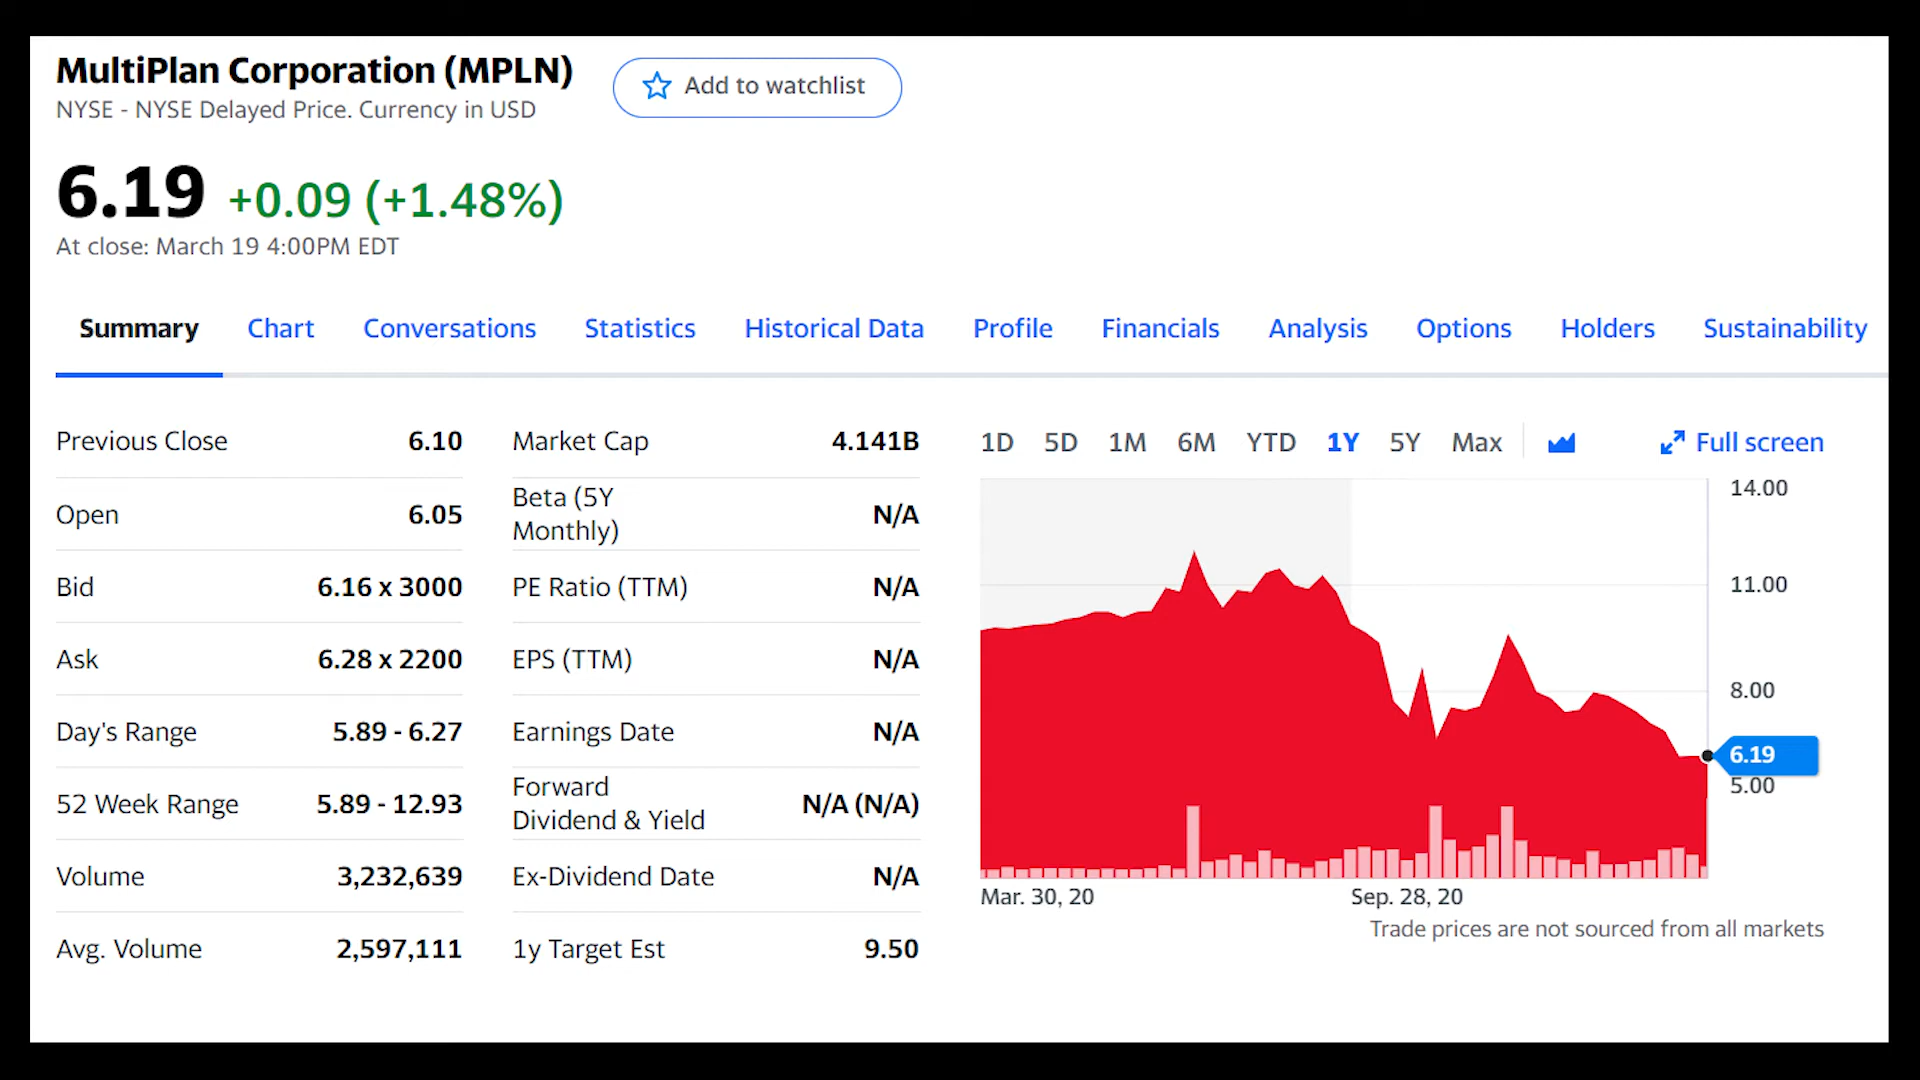 MultiPlan Corporation (MPLN)
Add to watchlist
NYSE - NYSE Delayed Price. Currency in USD
6.19 +0.09 (+1.48%)
At close: March 19 4:00PM EDT
Summary Chart Conversations Statistics Historical Data Profile Financials Analysis Options Holders Sustainability
Previous Close 6.10
Open 6.05
Bid 6.16 x 3000
Ask 6.28 x 2200
Day's Range 5.89 - 6.27
52 Week Range 5.89 - 12.93
Volume 3,232,639
Avg. Volume 2,597,111
Market Cap 4.141B
Beta (5Y
Monthly) N/A
PE Ratio (TTM) N/A
EPS (TTM) N/A
Earnings Date N/A
Forward
Dividend & Yield N/A (N/A)
Ex-Dividend Date N/A
1y Target Est 9.50
1D 5D 1M 6M YTD 1Y 5Y Max Full screen
14.00
11.00
8.00
6.19
5.00
Mar. 30, 20 Sep. 28, 20
Trade prices are not sourced from all markets